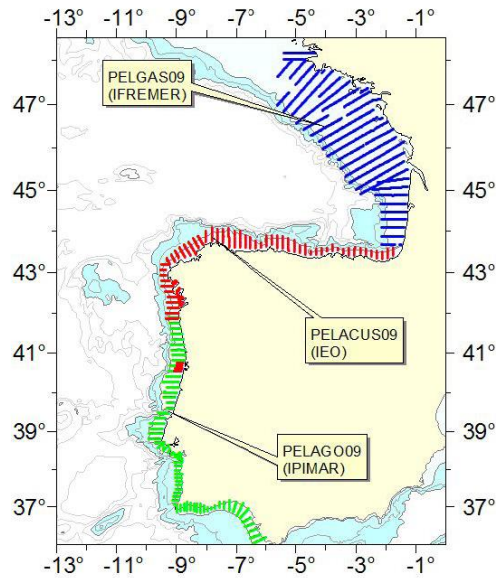 -13° -11° -9° -7° -5° -3° -1°
PELGAS09
(IFREMER)
47° 47°
45° 45°
43° 43°
PELACUS09
(IEO)
41° 41°
39° 39°
PELAGO09
(IPIMAR)
37° 37°
-13° -11° -9° -7° -5° -3° -1°